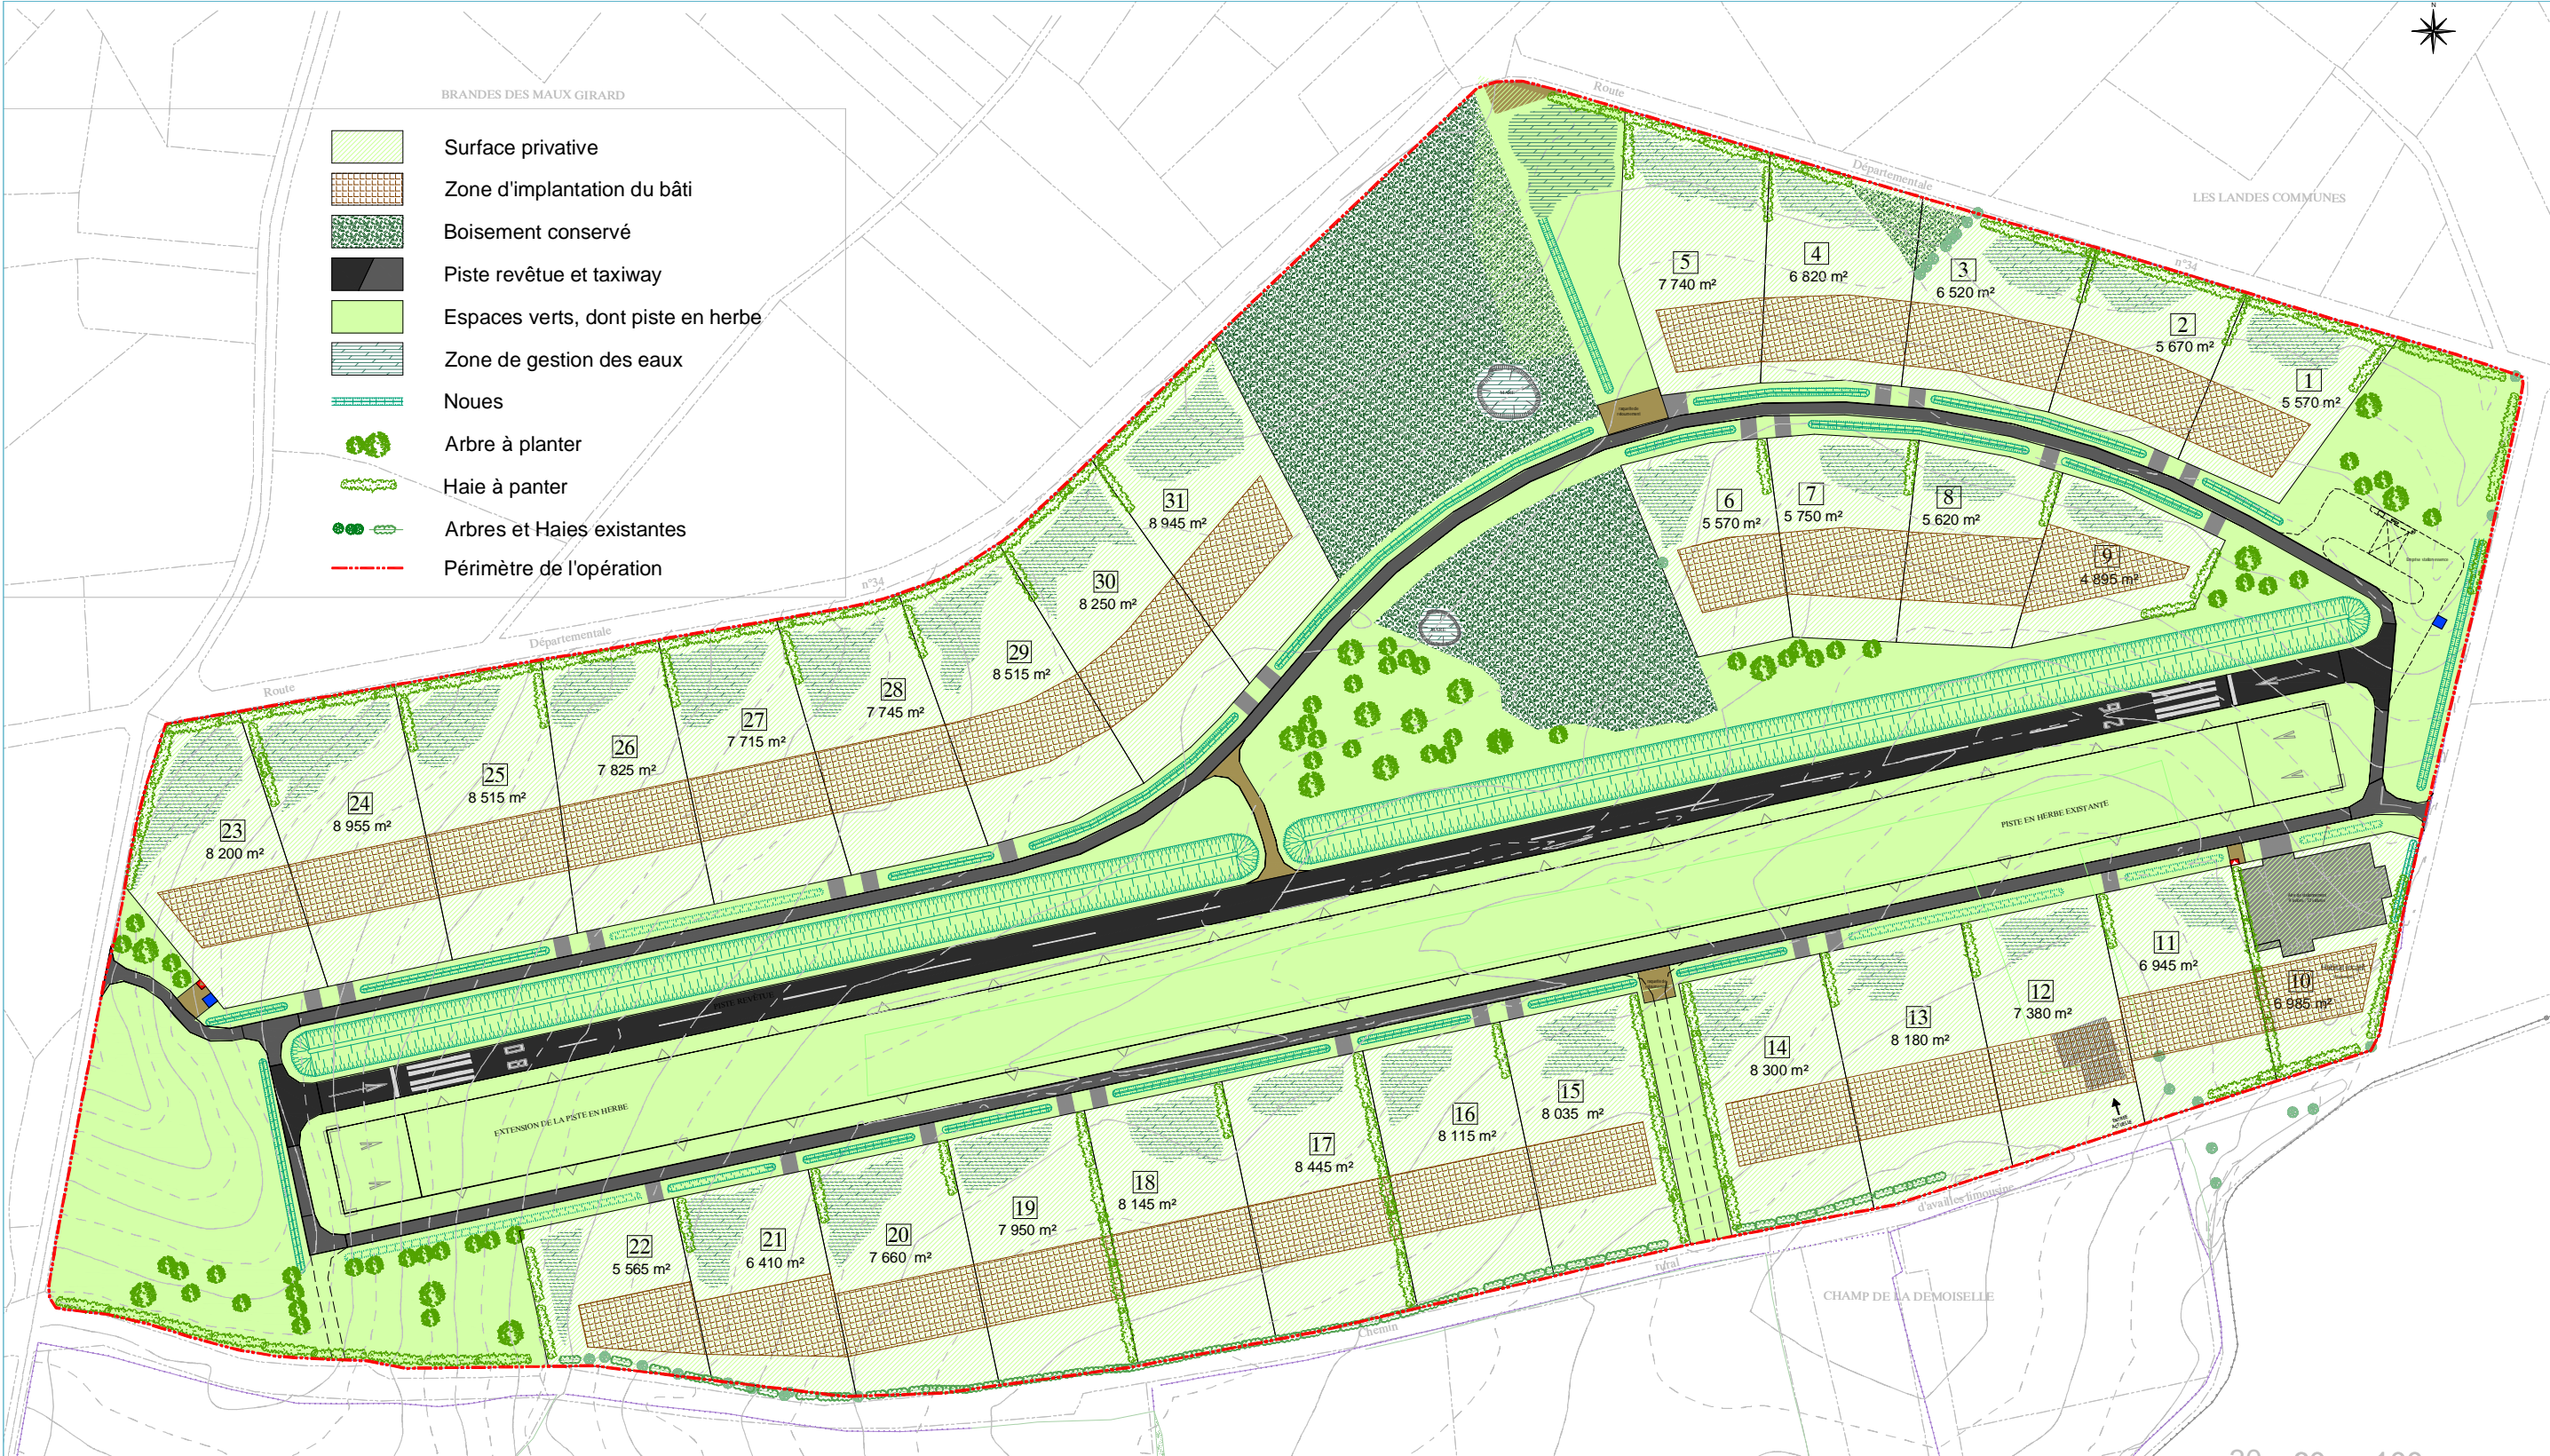 N
BRANDES DES MAUX GIRARD
Surface privative
Zone d'implantation du bâti
Boisement conservé
Piste revêtue et taxiway
Espaces verts, dont piste en herbe
Zone de gestion des eaux
Noues
Arbre à planter
Haie à panter
Arbres et Haies existantes
Périmètre de l'opération
Route
Départementale
n°34
LES LANDES COMMUNES
5
7 740 m²
4
6 820 m²
3
6 520 m²
2
5 670 m²
1
5 570 m²
6
5 570 m²
7
5 750 m²
8
5 620 m²
9
4 895 m²
31
8 945 m²
30
8 250 m²
29
8 515 m²
28
7 745 m²
27
7 715 m²
26
7 825 m²
25
8 515 m²
24
8 955 m²
23
8 200 m²
Route
Départementale
n°34
PISTE EN HERBE EXISTANTE
PISTE REVÊTUE
EXTENSION DE LA PISTE EN HERBE
08
11
6 945 m²
10
6 985 m²
12
7 380 m²
13
8 180 m²
14
8 300 m²
15
8 035 m²
16
8 115 m²
17
8 445 m²
18
8 145 m²
19
7 950 m²
20
7 660 m²
21
6 410 m²
22
5 565 m²
Chemin
rural
d'availles limousine
CHAMP DE LA DEMOISELLE